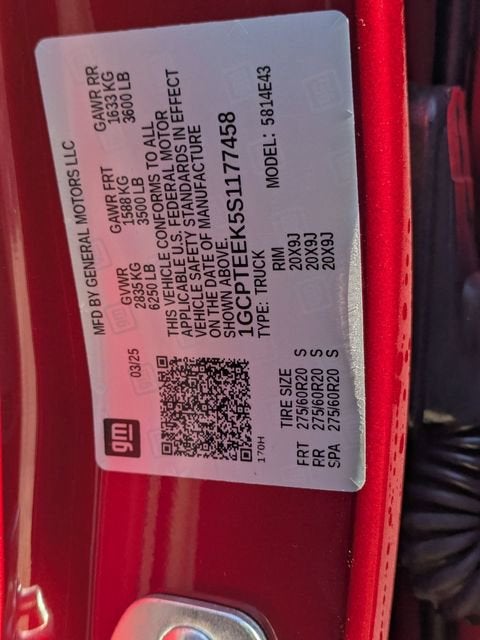 gm
03/25
MFD BY GENERAL MOTORS LLC
GVWR GAWR FRT GAWR RR
2835 KG 1588 KG 1633 KG
6250 LB 3500 LB 3600 LB
THIS VEHICLE CONFORMS TO ALL
APPLICABLE U.S. FEDERAL MOTOR
VEHICLE SAFETY STANDARDS IN EFFECT
ON THE DATE OF MANUFACTURE
SHOWN ABOVE.
1GCPTEEK5S1177458
TYPE: TRUCK MODEL: 5814E43
170H
TIRE SIZE RIM
FRT 275/60R20 S 20X9J
RR 275/60R20 S 20X9J
SPA 275/60R20 S 20X9J